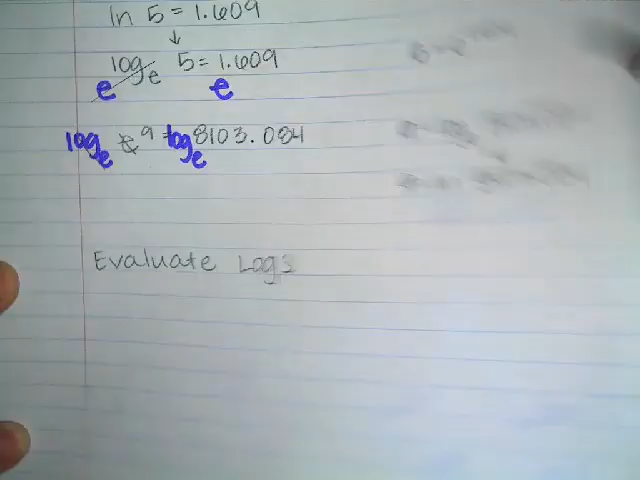 ln 5 = 1.609
↓
log e 5 = 1.609
e e
log e e 9 = log e 8103.084
Evaluate Logs